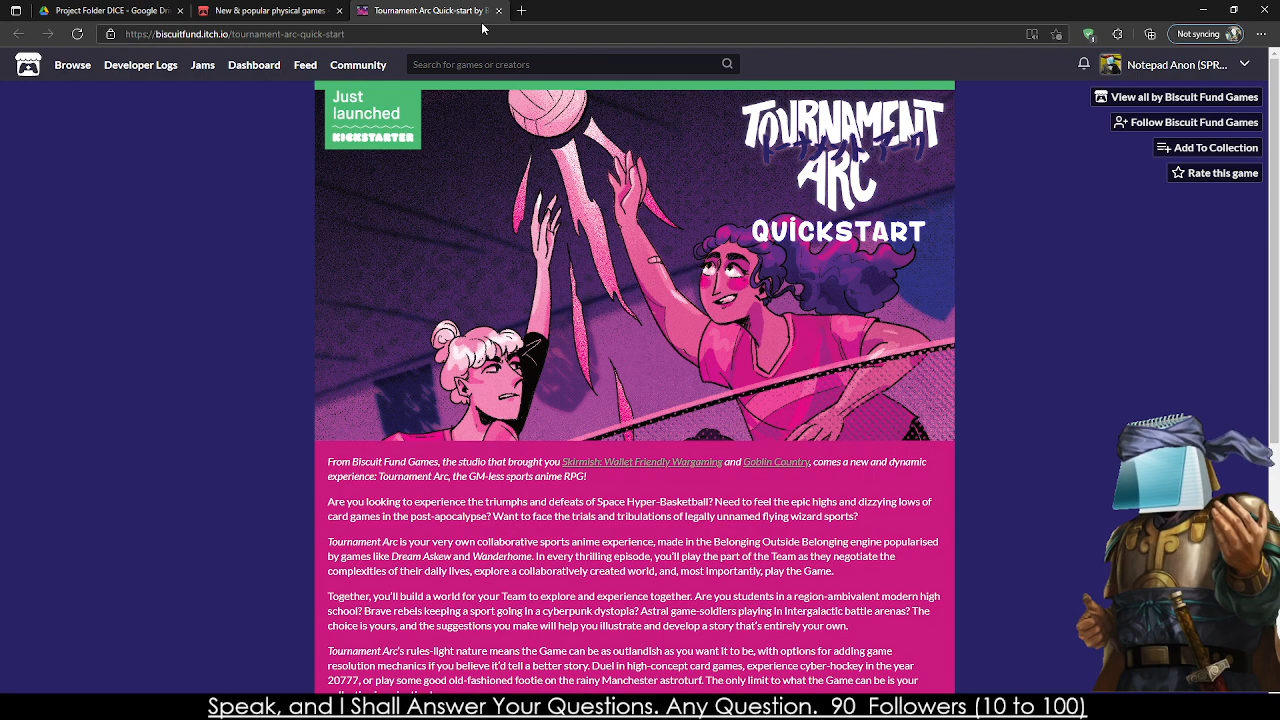 Project Folder DICE - Google Dri
New & popular physical games
Tournament Arc Quick-start by B
https://biscuitfund.itch.io/tournament-arc-quick-start
Not syncing
Browse
Developer Logs
Jams
Dashboard
Feed
Community
Search for games or creators
Notepad Anon (SPR...
View all by Biscuit Fund Games
Follow Biscuit Fund Games
Add To Collection
Rate this game
Just
launched
KICKSTARTER
TOURNAMENT
トーナメントアーク
ARC
QUICKSTART
From Biscuit Fund Games, the studio that brought you Skirmish: Wallet Friendly Wargaming and Goblin Country, comes a new and dynamic
experience: Tournament Arc, the GM-less sports anime RPG!
Are you looking to experience the triumphs and defeats of Space Hyper-Basketball? Need to feel the epic highs and dizzying lows of
card games in the post-apocalypse? Want to face the trials and tribulations of legally unnamed flying wizard sports?
Tournament Arc is your very own collaborative sports anime experience, made in the Belonging Outside Belonging engine popularised
by games like Dream Askew and Wanderhome. In every thrilling episode, you'll play the part of the Team as they negotiate the
complexities of their daily lives, explore a collaboratively created world, and, most importantly, play the Game.
Together, you'll build a world for your Team to explore and experience together. Are you students in a region-ambivalent modern high
school? Brave rebels keeping a sport going in a cyberpunk dystopia? Astral game-soldiers playing in intergalactic battle arenas? The
choice is yours, and the suggestions you make will help you illustrate and develop a story that's entirely your own.
Tournament Arc's rules-light nature means the Game can be as outlandish as you want it to be, with options for adding game
resolution mechanics if you believe it'd tell a better story. Duel in high-concept card games, experience cyber-hockey in the year
20777, or play some good old-fashioned footie on the rainy Manchester astroturf. The only limit to what the Game can be is your
Speak, and I Shall Answer Your Questions. Any Question. 90 Followers (10 to 100)